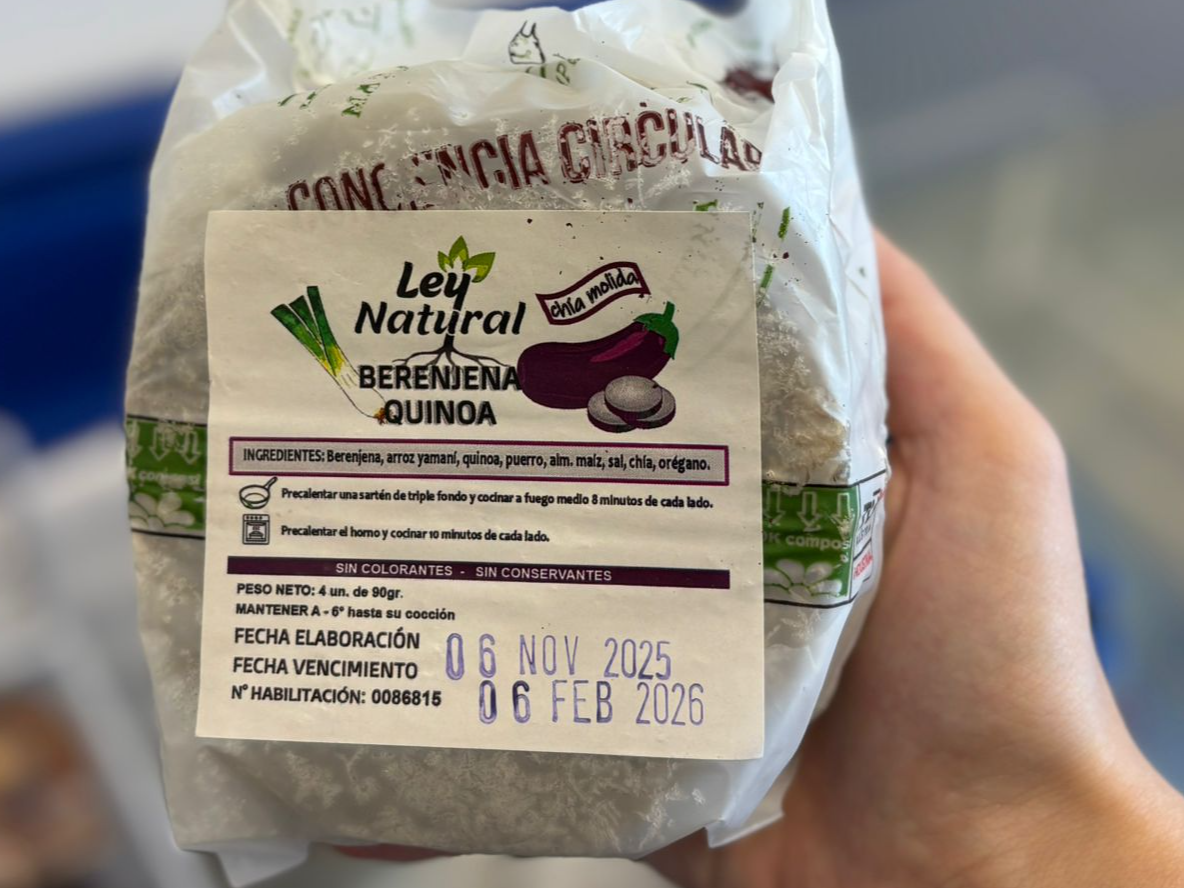 CONCIENCIA CIRCULAR
Ley
Natural
chía molida
BERENJENA
QUINOA
INGREDIENTES: Berenjena, arroz yamaní, quinoa, puerro, alm. maíz, sal, chía, orégano.
Precalentar una sartén de triple fondo y cocinar a fuego medio 8 minutos de cada lado.
Precalentar el horno y cocinar 10 minutos de cada lado.
SIN COLORANTES - SIN CONSERVANTES
PESO NETO: 4 un. de 90gr.
MANTENER A - 6° hasta su cocción
FECHA ELABORACIÓN 06 NOV 2025
FECHA VENCIMIENTO 06 FEB 2026
N° HABILITACIÓN: 0086815